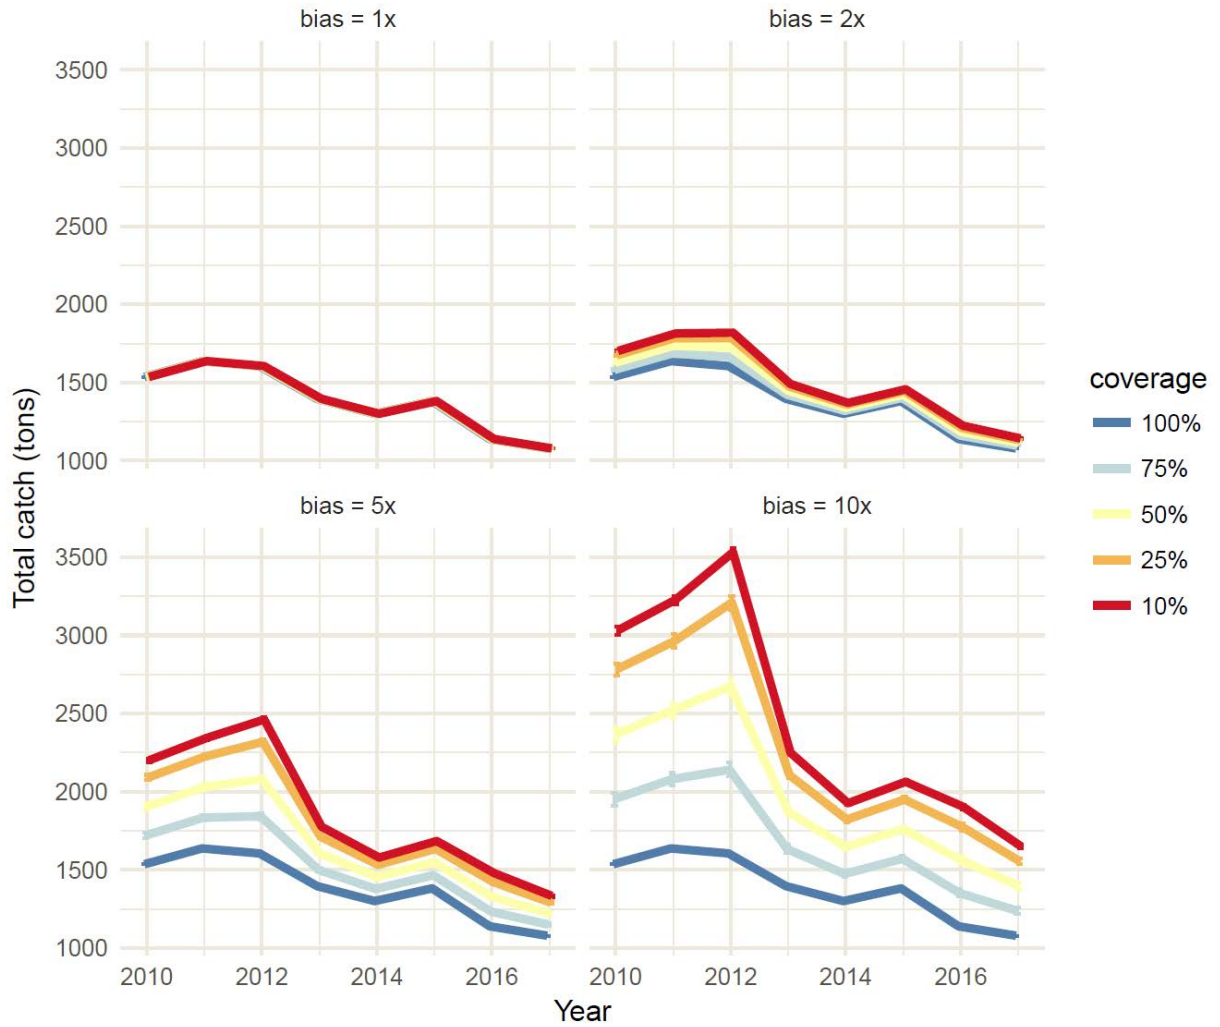 bias = 1x
bias = 2x
3500
3000
2500
2000
1500
1000
bias = 5x
bias = 10x
3500
3000
2500
2000
1500
1000
2010 2012 2014 2016
2010 2012 2014 2016
Year
Total catch (tons)
coverage
100%
75%
50%
25%
10%